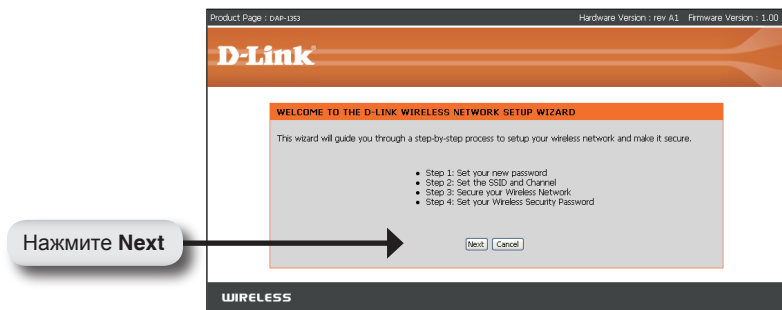 Product Page : DAP-1353 Hardware Version : rev A1 Firmware Version : 1.00
D-Link
WELCOME TO THE D-LINK WIRELESS NETWORK SETUP WIZARD
This wizard will guide you through a step-by-step process to setup your wireless network and make it secure.
• Step 1: Set your new password
• Step 2: Set the SSID and Channel
• Step 3: Secure your Wireless Network
• Step 4: Set your Wireless Security Password
Нажмите Next
Next Cancel
WIRELESS